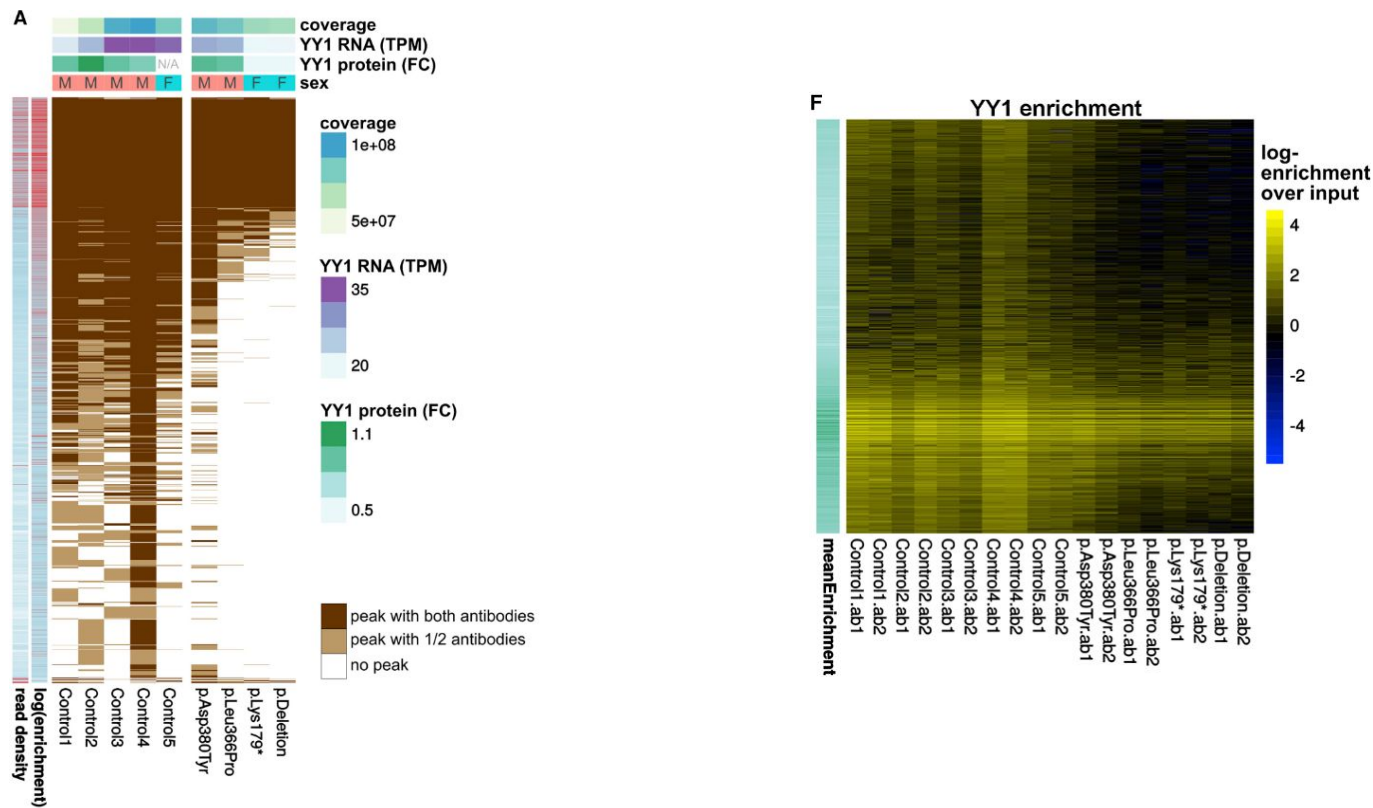 A
coverage
YY1 RNA (TPM)
YY1 protein (FC)
N/A
sex
M M M M F M M F F
coverage
1e+08
5e+07
YY1 RNA (TPM)
35
20
YY1 protein (FC)
1.1
0.5
peak with both antibodies
peak with 1/2 antibodies
no peak
read density
log(enrichment)
Control1
Control2
Control3
Control4
Control5
p.Asp380Tyr
p.Leu366Pro
p.Lys179*
p.Deletion
F
YY1 enrichment
log-
enrichment
over input
4
2
0
-2
-4
meanEnrichment
Control1.ab1
Control1.ab2
Control2.ab1
Control2.ab2
Control3.ab1
Control3.ab2
Control4.ab1
Control4.ab2
Control5.ab1
Control5.ab2
p.Asp380Tyr.ab1
p.Asp380Tyr.ab2
p.Leu366Pro.ab1
p.Leu366Pro.ab2
p.Lys179*.ab1
p.Lys179*.ab2
p.Deletion.ab1
p.Deletion.ab2